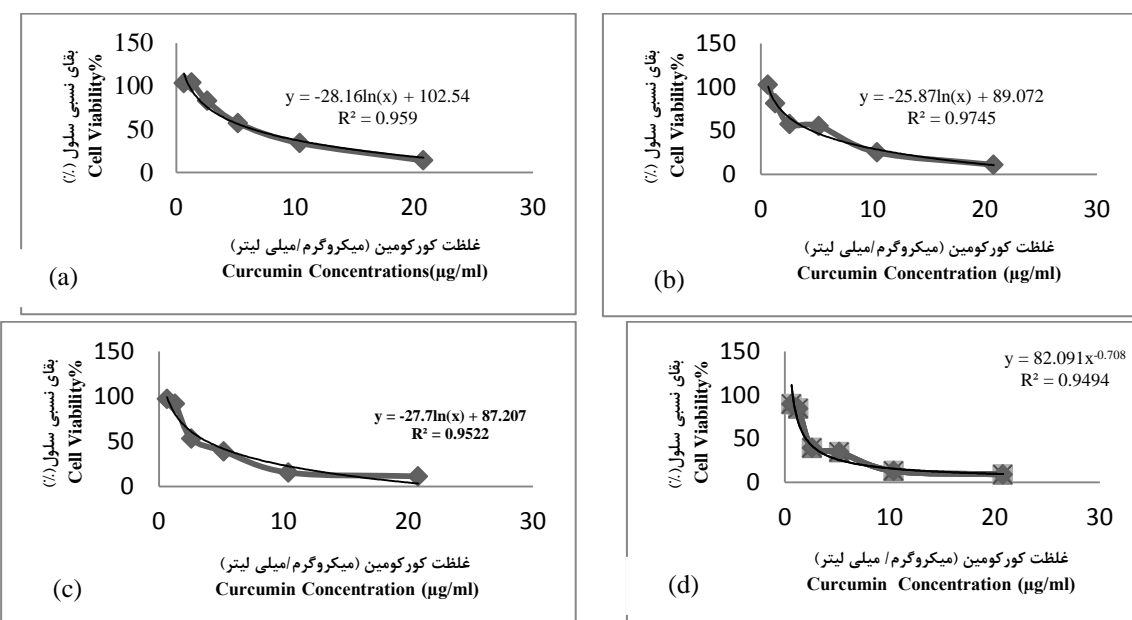 بقای نسبی سلول (٪)
Cell Viability%
150
100
50
0
y = -28.16ln(x) + 102.54
R² = 0.959
0 10 20 30
غلظت کورکومین (میکروگرم/میلی لیتر)
Curcumin Concentrations(µg/ml)
(a)
بقای نسبی سلول (٪)
Cell Viability%
150
100
50
0
y = -25.87ln(x) + 89.072
R² = 0.9745
0 10 20 30
غلظت کورکومین (میکروگرم/میلی لیتر)
Curcumin Concentration (µg/ml)
(b)
بقای نسبی سلول(٪)
Cell Viability%
150
100
50
0
y = -27.7ln(x) + 87.207
R² = 0.9522
0 10 20 30
غلظت کورکومین (میکروگرم/میلی لیتر)
Curcumin Concentration (µg/ml)
(c)
بقای نسبی سلول(٪)
Cell Viability%
150
100
50
0
y = 82.091x-0.708
R² = 0.9494
0 10 20 30
غلظت کورکومین (میکروگرم/ میلی لیتر)
Curcumin Concentration (µg/ml)
(d)